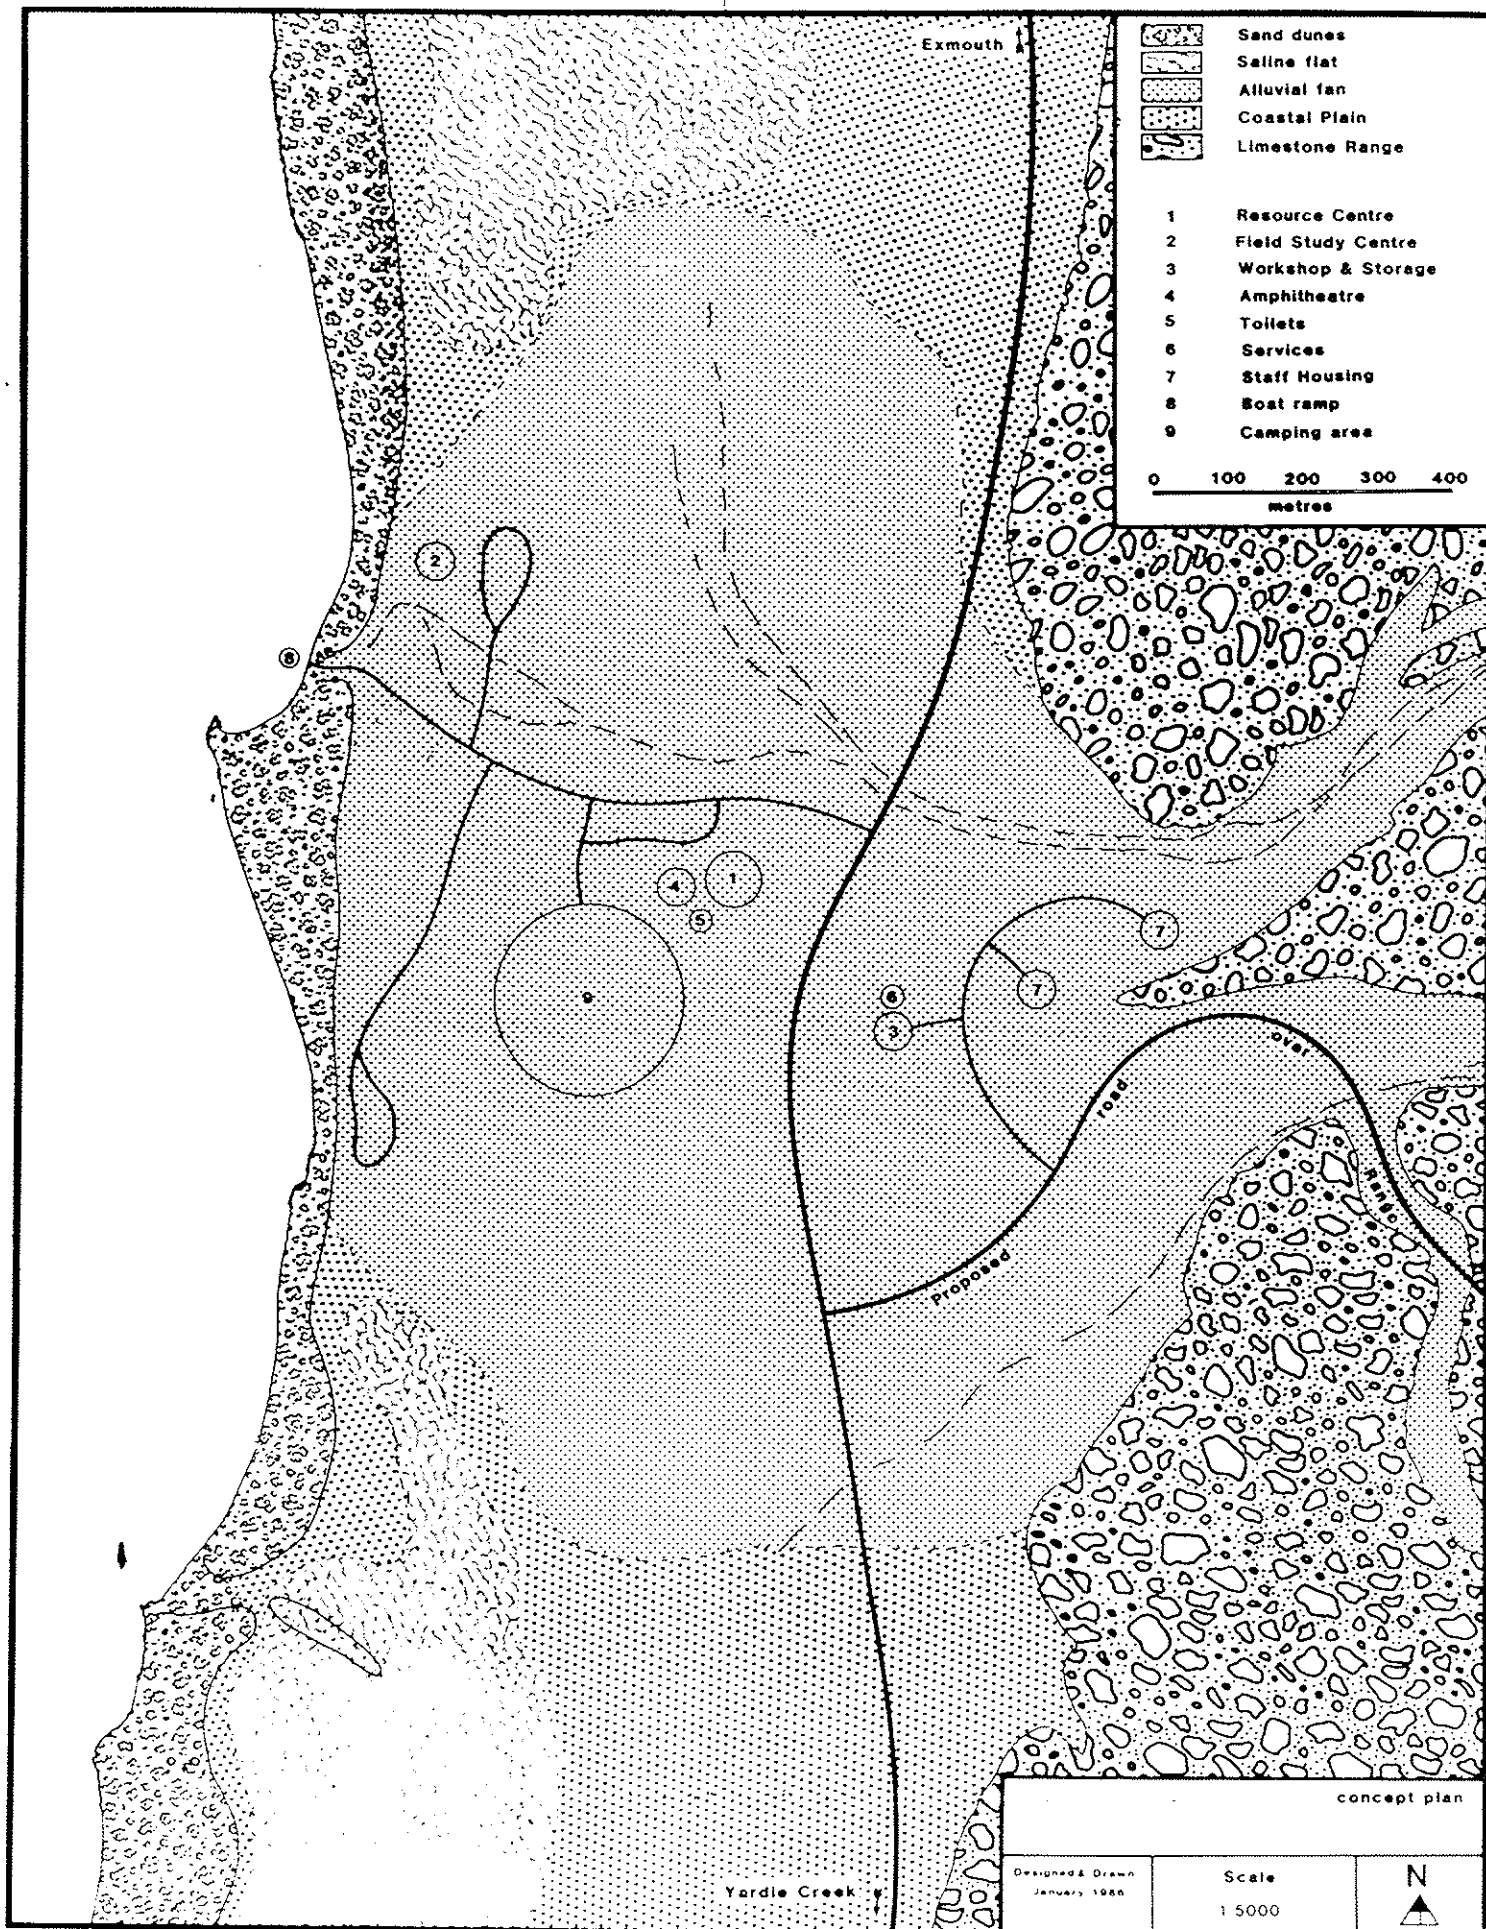 Exmouth
Sand dunes
Saline flat
Alluvial fan
Coastal Plain
Limestone Range
1 Resource Centre
2 Field Study Centre
3 Workshop & Storage
4 Amphitheatre
5 Toilets
6 Services
7 Staff Housing
8 Boat ramp
9 Camping area
0 100 200 300 400
metres
2
8
1
4
5
7
9
6
7
3
Proposed road over Range
concept plan
Designed & Drawn
January 1986
Scale
1 5000
N
Yardie Creek